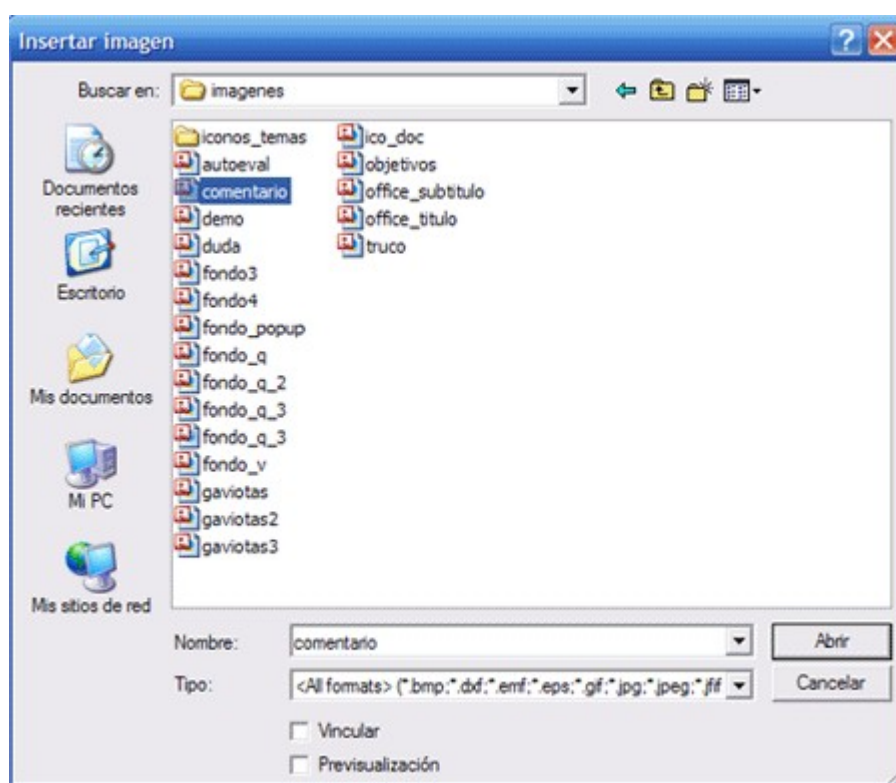 Insertar imagen
Buscar en: imagenes
Documentos
recientes
Escritorio
Mis documentos
Mi PC
Mis sitios de red
iconos_temas
autoeval
comentario
demo
duda
fondo3
fondo4
fondo_popup
fondo_q
fondo_q_2
fondo_q_3
fondo_q_3
fondo_v
gaviotas
gaviotas2
gaviotas3
ico_doc
objetivos
office_subtitulo
office_titulo
truco
Nombre: comentario Abrir
Tipo: <All formats> (*.bmp;*.dxf;*.emf;*.eps;*.gif;*.jpg;*.jpeg;*.jfif Cancelar
Vincular
Previsualización